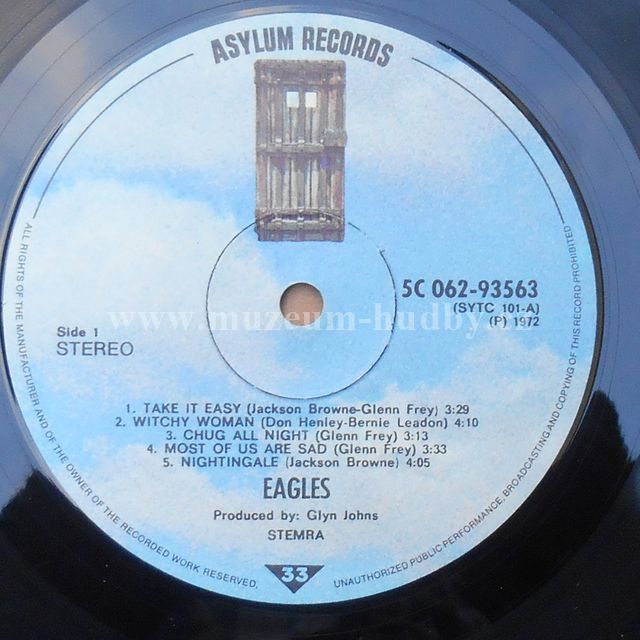 ASYLUM RECORDS
5C 062-93563
(SYTC 101-A)
(P) 1972
Side 1
STEREO
1. TAKE IT EASY (Jackson Browne-Glenn Frey) 3:29
2. WITCHY WOMAN (Don Henley-Bernie Leadon) 4:10
3. CHUG ALL NIGHT (Glenn Frey) 3:13
4. MOST OF US ARE SAD (Glenn Frey) 3:33
5. NIGHTINGALE (Jackson Browne) 4:05
EAGLES
Produced by: Glyn Johns
STEMRA
33
ALL RIGHTS OF THE MANUFACTURER AND OF THE OWNER OF THE RECORDED WORK RESERVED. UNAUTHORIZED PUBLIC PERFORMANCE, BROADCASTING AND COPYING OF THIS RECORD PROHIBITED
www.muzeum-hudby